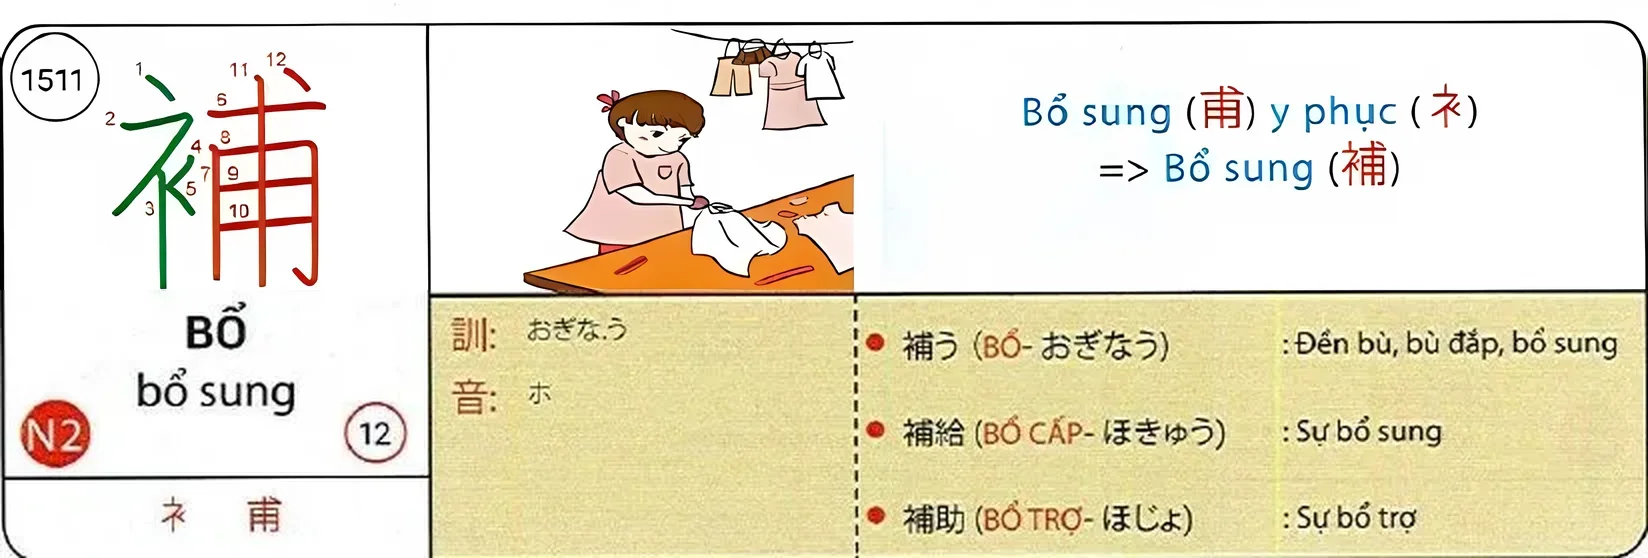 1511
補
1
2
3
4
5
6
7
8
9
10
11
12
BỔ
bổ sung
N2
12
衤 甫
Bổ sung (甫) y phục (衤)
=> Bổ sung (補)
訓: おぎな.う
音: ホ
補う (BỔ- おぎなう) : Đền bù, bù đắp, bổ sung
補給 (BỔ CẤP- ほきゅう) : Sự bổ sung
補助 (BỔ TRỢ- ほじょ) : Sự bổ trợ